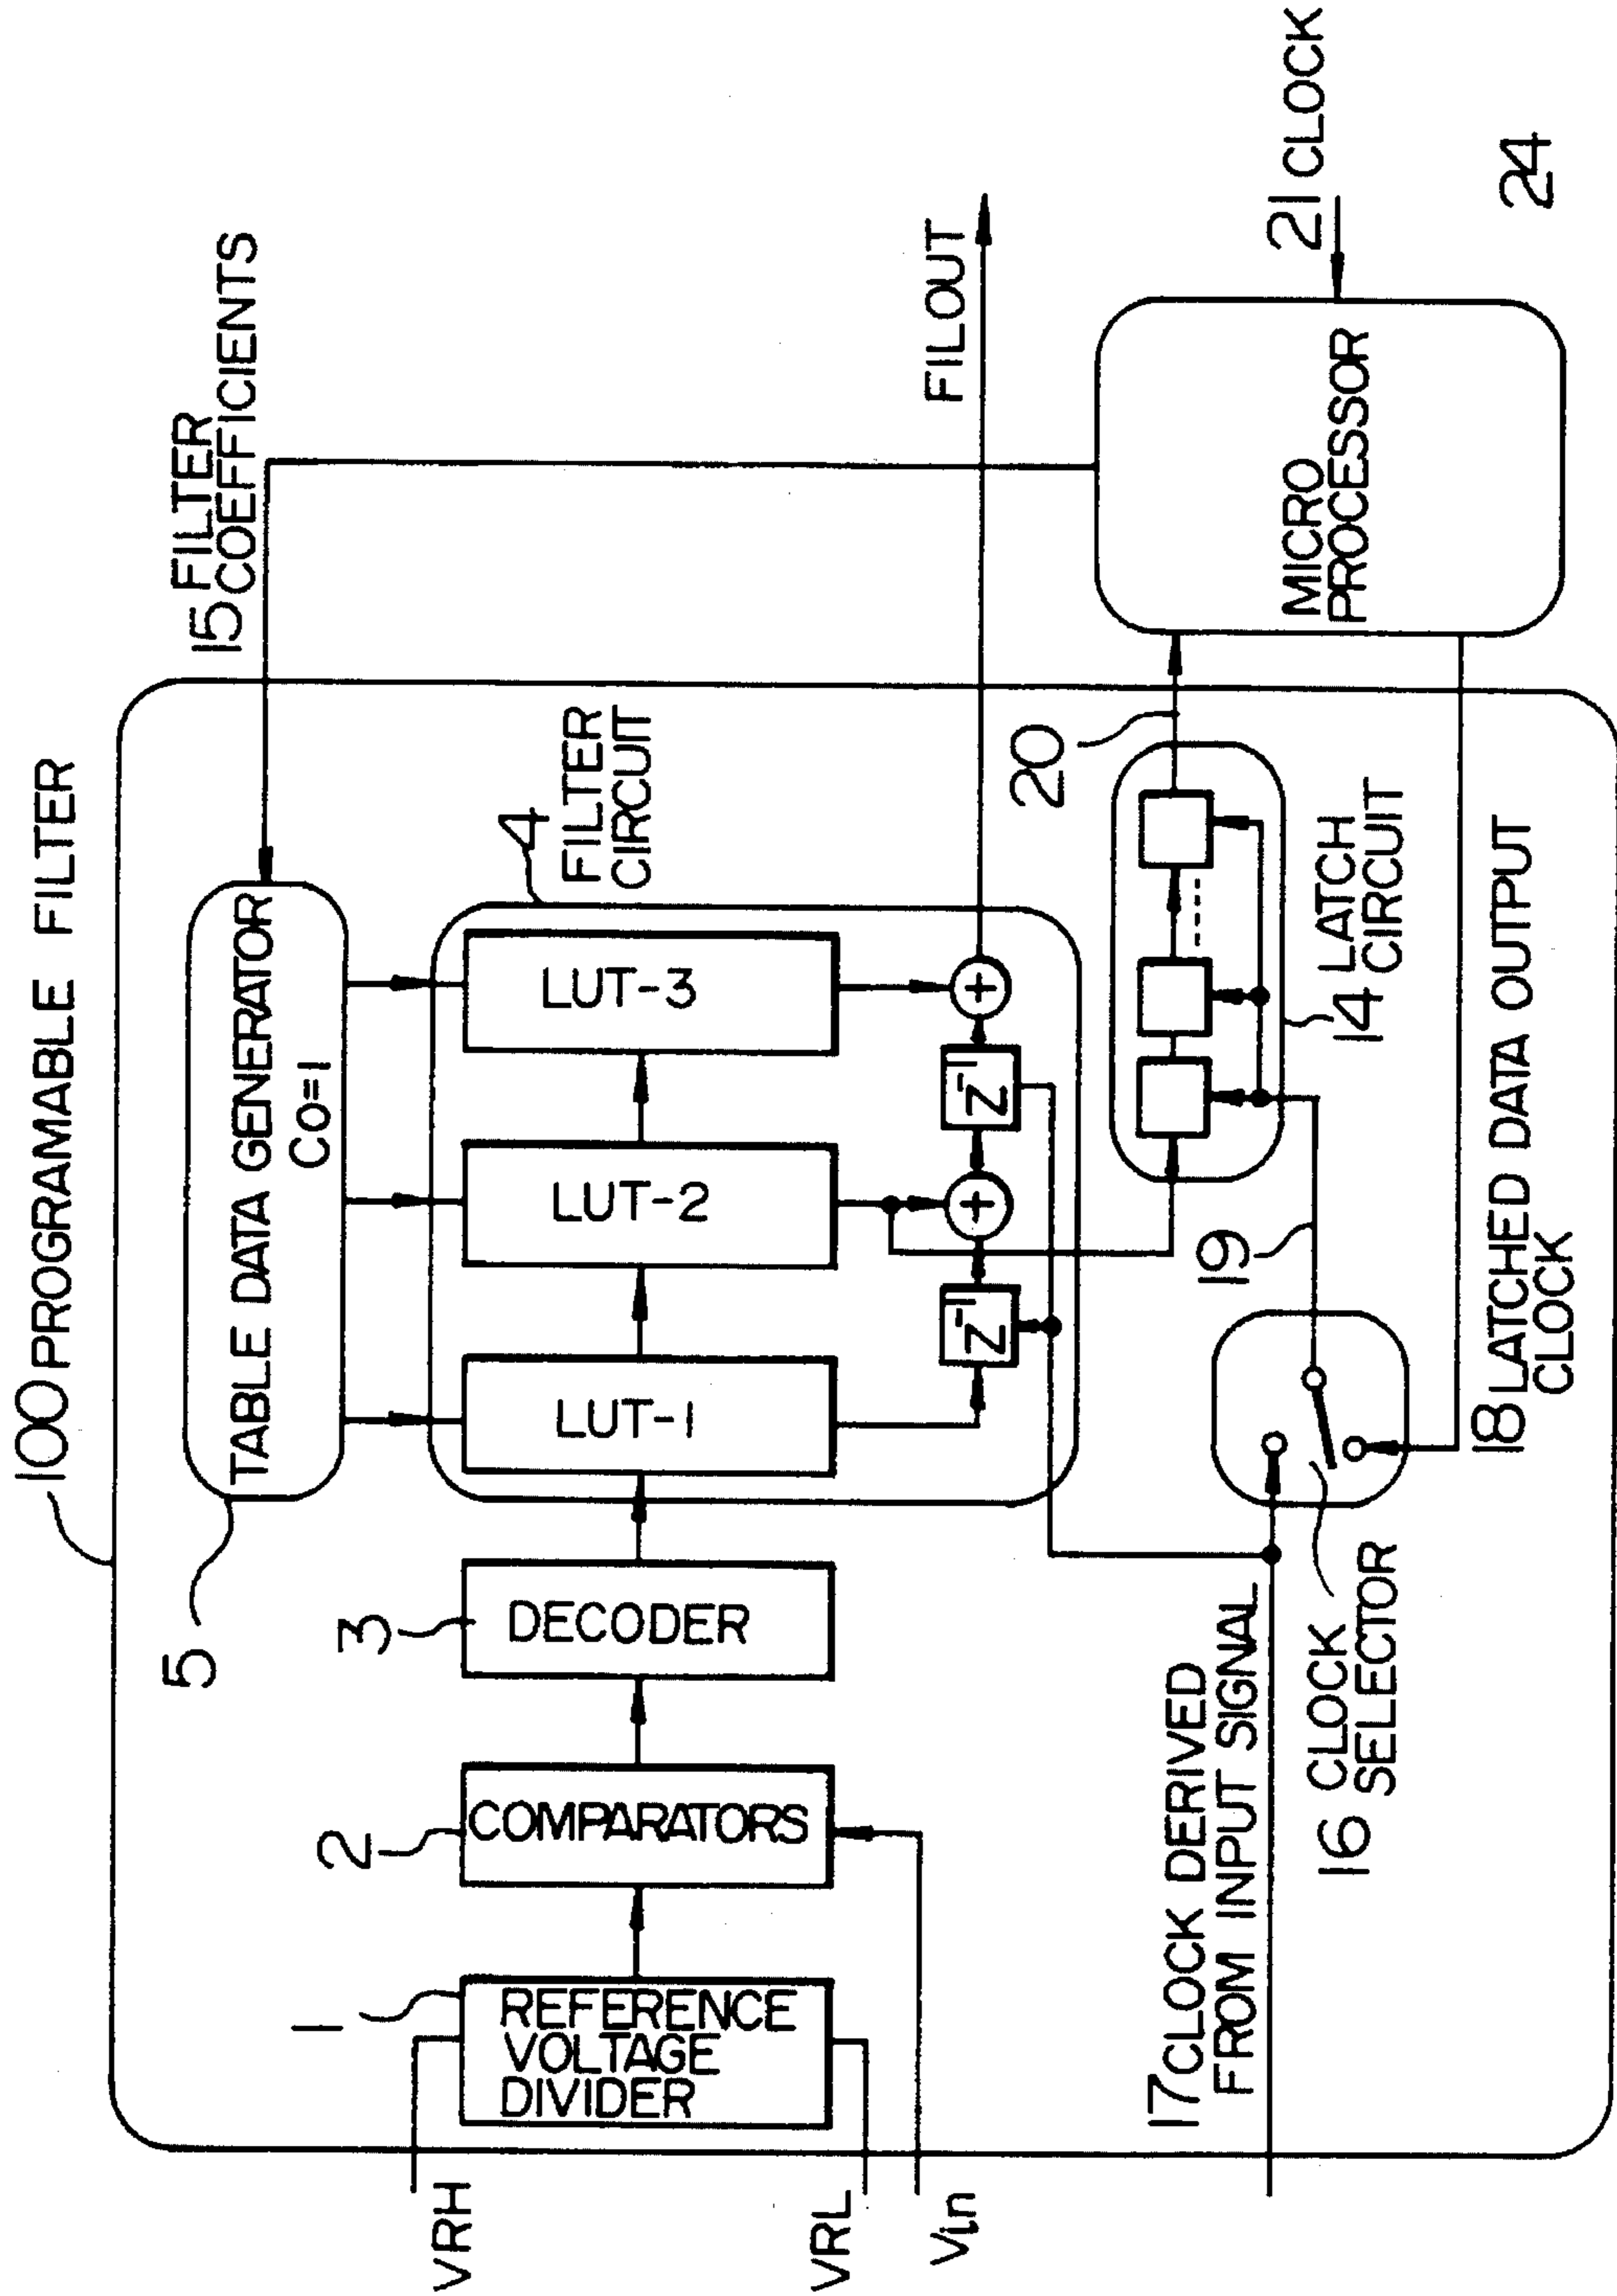 100 PROGRAMABLE FILTER
15 FILTER
COEFFICIENTS
5
TABLE DATA GENERATOR
C0=1
4
FILTER
CIRCUIT
1
2
3
VRH
REFERENCE
VOLTAGE
DIVIDER
COMPARATORS
DECODER
LUT-1
LUT-2
LUT-3
VRL
Vin
Z-1
+
Z-1
+
FILOUT
20
17 CLOCK DERIVED
FROM INPUT SIGNAL
19
14 LATCH
CIRCUIT
MICRO
PROCESSOR
21 CLOCK
16 CLOCK
SELECTOR
18 LATCHED DATA OUTPUT
CLOCK
24